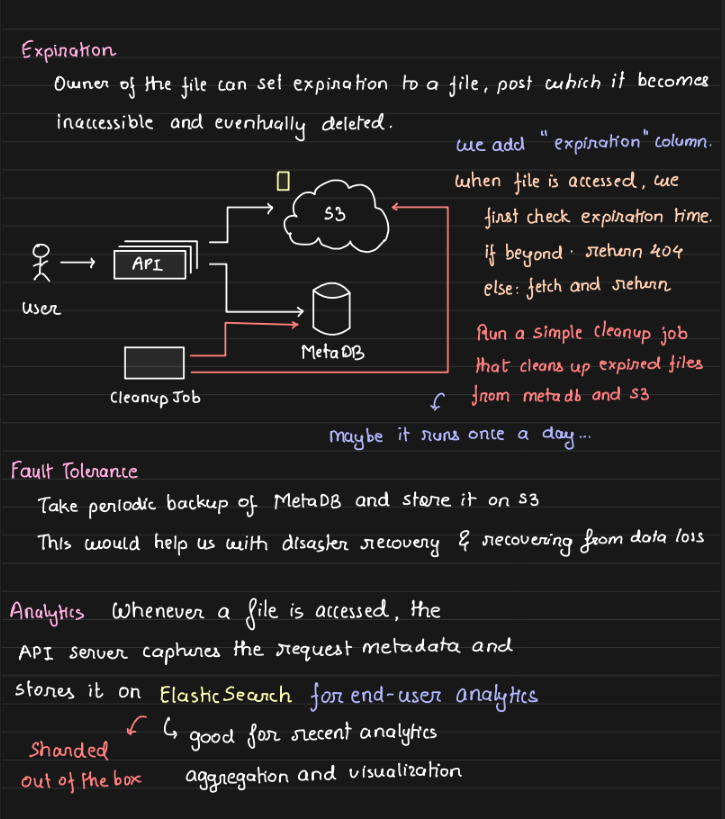 Expiration
Owner of the file can set expiration to a file, post which it becomes
inaccessible and eventually deleted.
we add "expiration" column.
when file is accessed, we
first check expiration time.
if beyond. return 404
else: fetch and return
S3
API
user
MetaDB
Cleanup Job
Run a simple cleanup job
that cleans up expired files
from metadb and S3
maybe it runs once a day...
Fault Tolerance
Take periodic backup of MetaDB and store it on S3
This would help us with disaster recovery & recovering from data loss
Analytics Whenever a file is accessed, the
API server captures the request metadata and
stores it on ElasticSearch for end-user analytics
good for recent analytics
aggregation and visualization
Sharded
out of the box